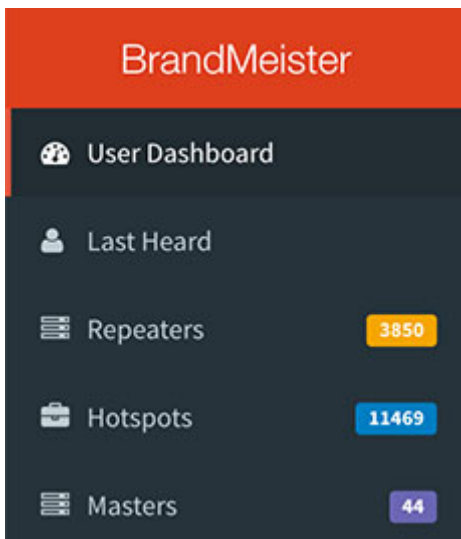 BrandMeister
User Dashboard
Last Heard
Repeaters 3850
Hotspots 11469
Masters 44